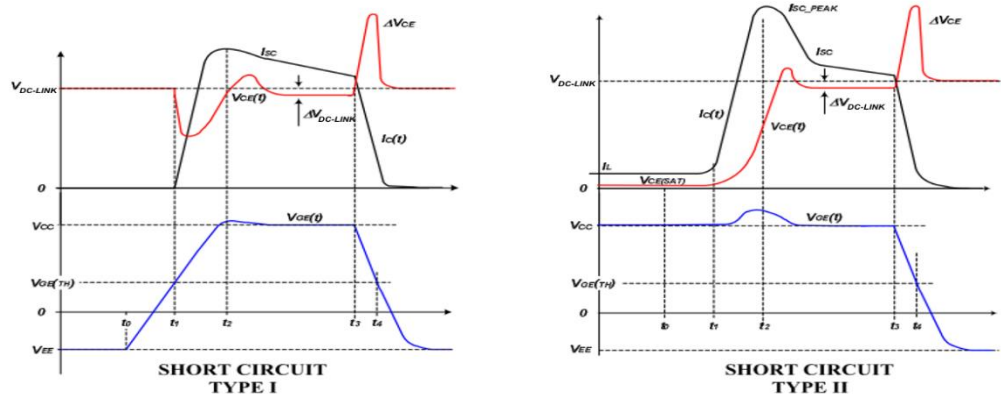 ΔVCE
ISC
VDC-LINK
VCE(t)
ΔVDC-LINK
IC(t)
0
VGE(t)
VCC
VGE(TH)
0
t0 t1 t2 t3 t4
VEE
SHORT CIRCUIT
TYPE I
ISC_PEAK
ΔVCE
ISC
VDC-LINK
IC(t)
VCE(t)
ΔVDC-LINK
IL
VCE(SAT)
0
VGE(t)
VCC
VGE(TH)
0
t0 t1 t2 t3 t4
VEE
SHORT CIRCUIT
TYPE II